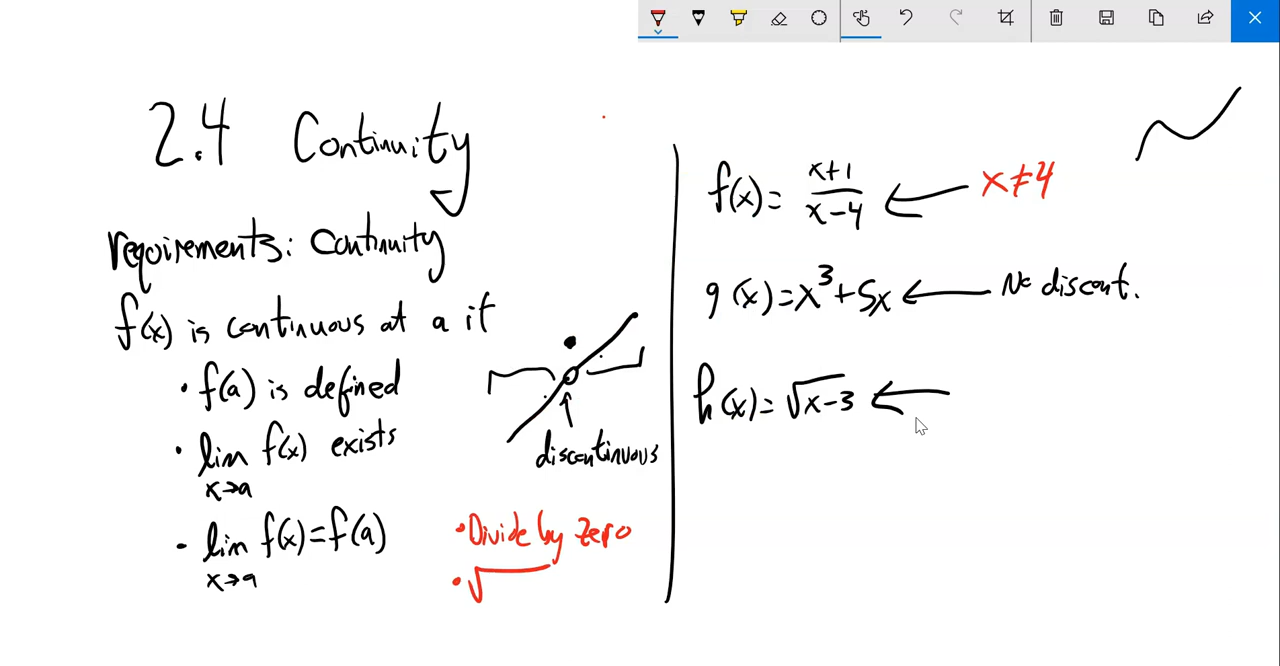 2.4 Continuity
requirements: Continuity
f(x) is continuous at a if
• f(a) is defined
• lim f(x) exists
x→a
• lim f(x)=f(a)
x→a
discontinuous
• Divide by zero
• √
f(x)= x+1
x-4
x≠4
g(x)=x³+5x
No discont.
h(x)=√x-3